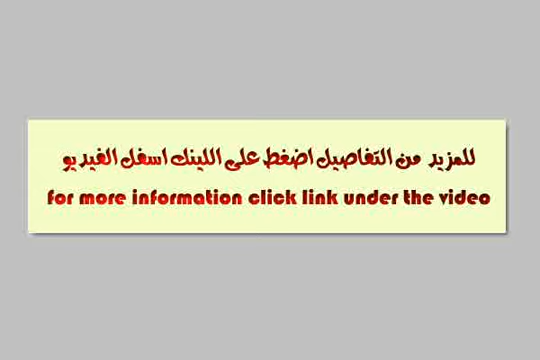 للمزيد من التفاصيل اضغط على اللينك اسفل الفيديو
for more information click link under the video